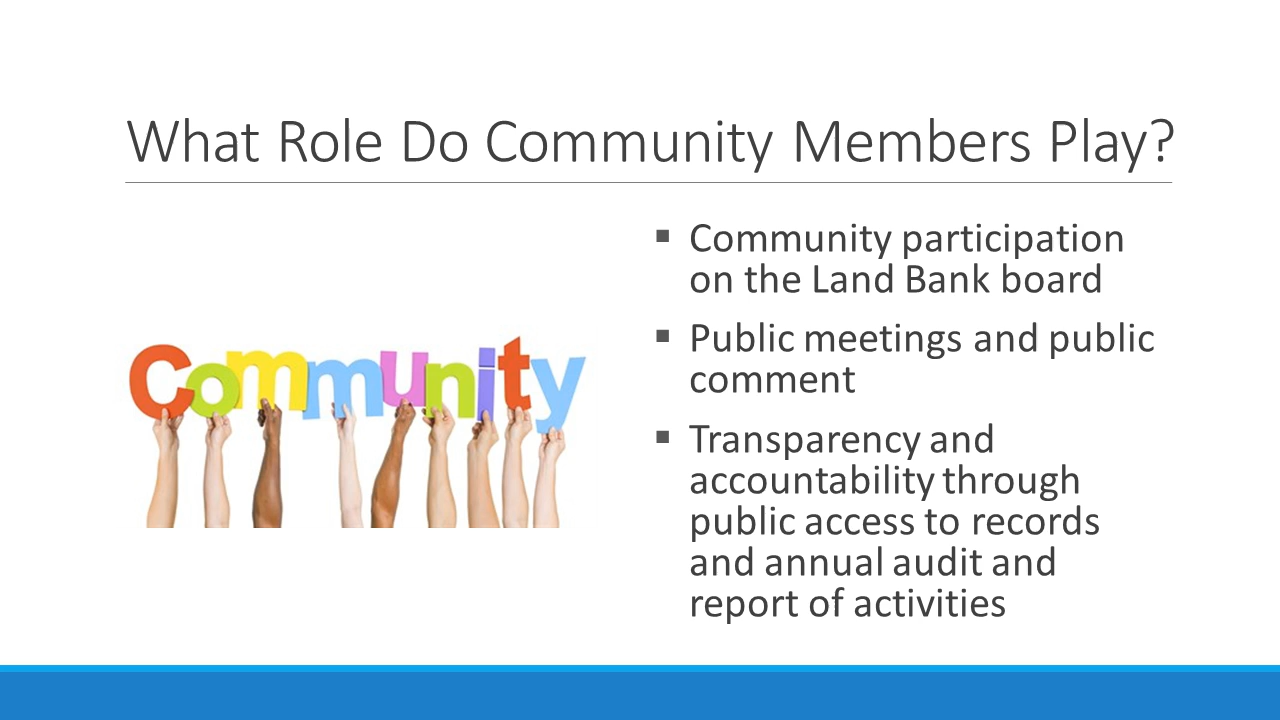 What Role Do Community Members Play?
Community
▪ Community participation
on the Land Bank board
▪ Public meetings and public
comment
▪ Transparency and
accountability through
public access to records
and annual audit and
report of activities